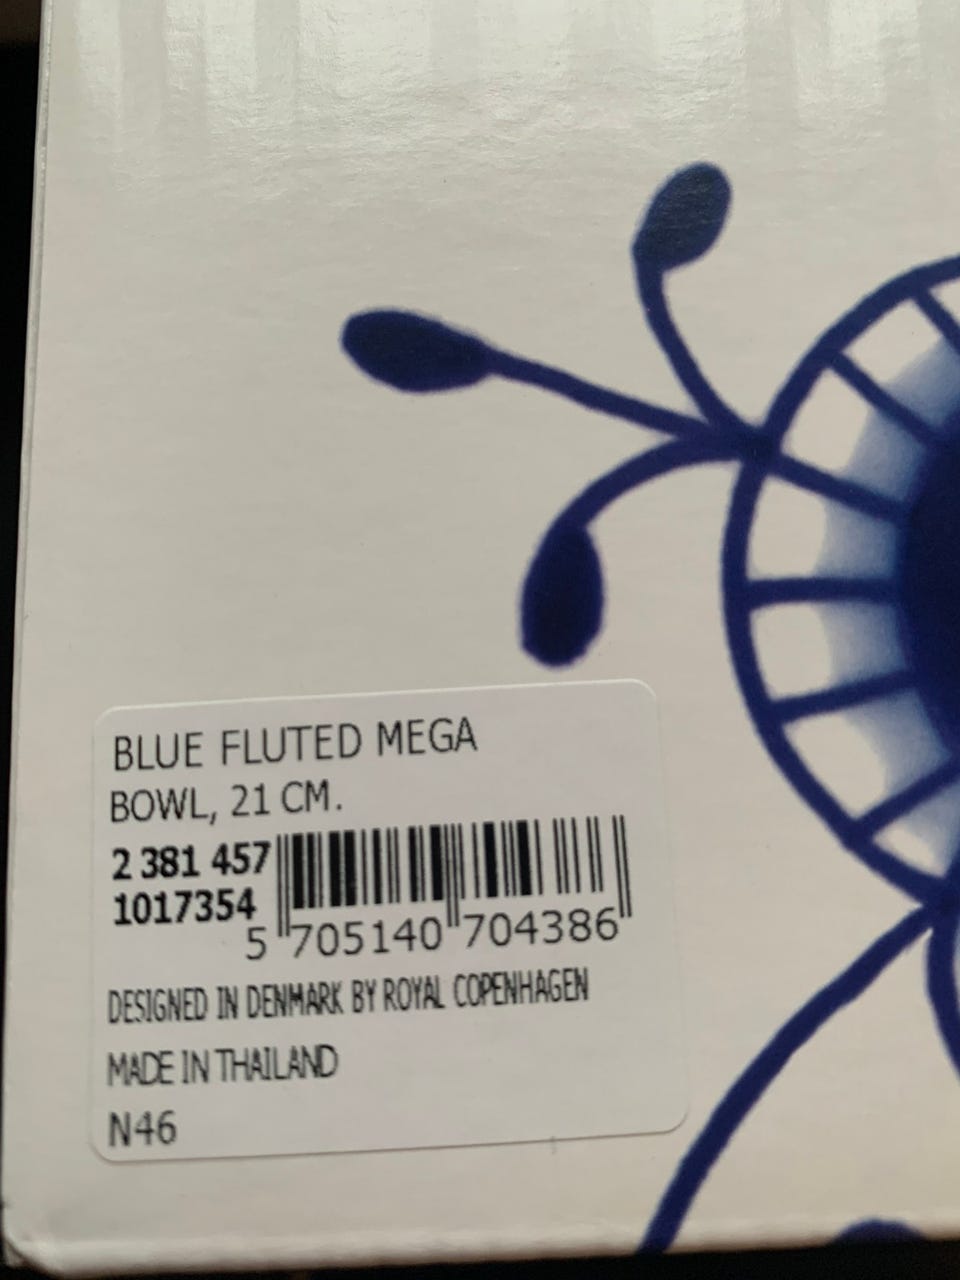 BLUE FLUTED MEGA
BOWL, 21 CM.
2 381 457
1017354
5 705140 704386
DESIGNED IN DENMARK BY ROYAL COPENHAGEN
MADE IN THAILAND
N46